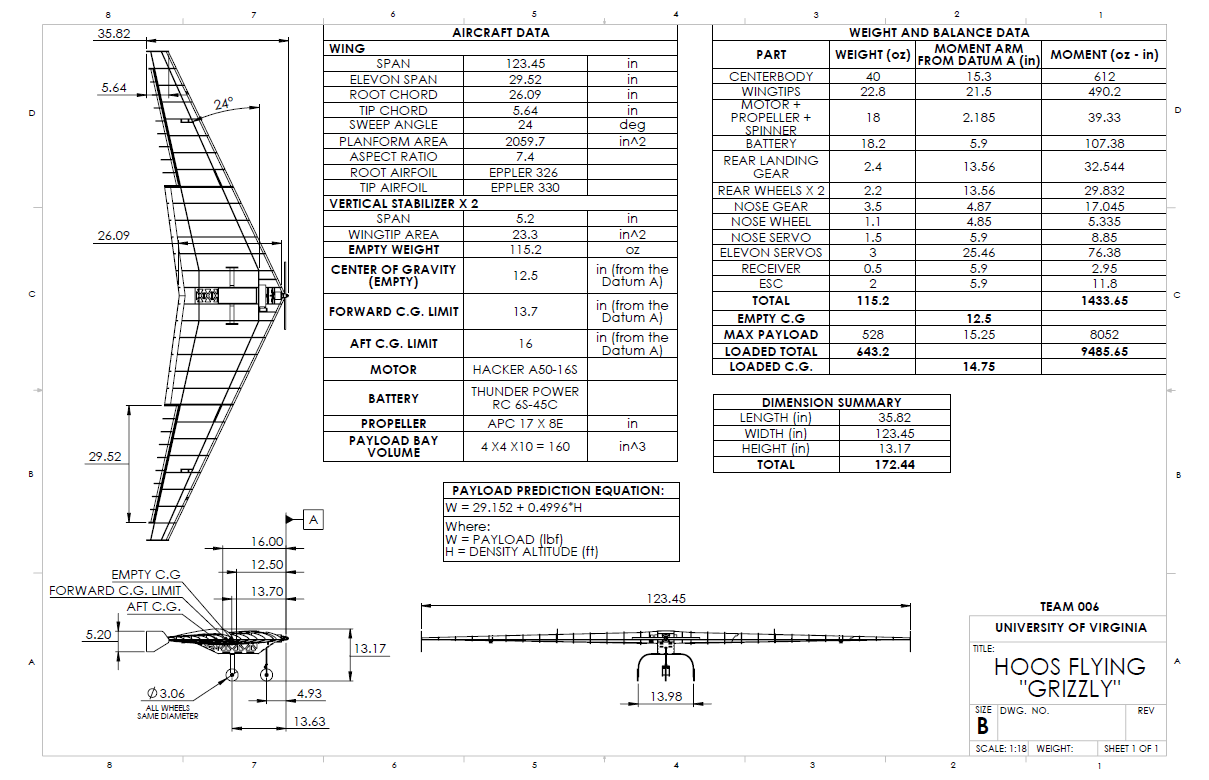 8 7 6 5 4 3 2 1
D
C
B
A
35.82
5.64
24°
26.09
29.52
AIRCRAFT DATA
WING
SPAN 123.45 in
ELEVON SPAN 29.52 in
ROOT CHORD 26.09 in
TIP CHORD 5.64 in
SWEEP ANGLE 24 deg
PLANFORM AREA 2059.7 in^2
ASPECT RATIO 7.4
ROOT AIRFOIL EPPLER 326
TIP AIRFOIL EPPLER 330
VERTICAL STABILIZER X 2
SPAN 5.2 in
WINGTIP AREA 23.3 in^2
EMPTY WEIGHT 115.2 oz
CENTER OF GRAVITY
(EMPTY) 12.5 in (from the
Datum A)
FORWARD C.G. LIMIT 13.7 in (from the
Datum A)
AFT C.G. LIMIT 16 in (from the
Datum A)
MOTOR HACKER A50-16S
BATTERY THUNDER POWER
RC 6S-45C
PROPELLER APC 17 X 8E in
PAYLOAD BAY
VOLUME 4 X4 X10 = 160 in^3
WEIGHT AND BALANCE DATA
PART WEIGHT (oz) MOMENT ARM
FROM DATUM A (in) MOMENT (oz - in)
CENTERBODY 40 15.3 612
WINGTIPS 22.8 21.5 490.2
MOTOR +
PROPELLER +
SPINNER 18 2.185 39.33
BATTERY 18.2 5.9 107.38
REAR LANDING
GEAR 2.4 13.56 32.544
REAR WHEELS X 2 2.2 13.56 29.832
NOSE GEAR 3.5 4.87 17.045
NOSE WHEEL 1.1 4.85 5.335
NOSE SERVO 1.5 5.9 8.85
ELEVON SERVOS 3 25.46 76.38
RECEIVER 0.5 5.9 2.95
ESC 2 5.9 11.8
TOTAL 115.2 1433.65
EMPTY C.G 12.5
MAX PAYLOAD 528 15.25 8052
LOADED TOTAL 643.2 9485.65
LOADED C.G. 14.75
DIMENSION SUMMARY
LENGTH (in) 35.82
WIDTH (in) 123.45
HEIGHT (in) 13.17
TOTAL 172.44
PAYLOAD PREDICTION EQUATION:
W = 29.152 + 0.4996*H
Where:
W = PAYLOAD (lbf)
H = DENSITY ALTITUDE (ft)
A
16.00
12.50
13.70
EMPTY C.G
FORWARD C.G. LIMIT
AFT C.G.
5.20
13.17
Ø3.06
ALL WHEELS
SAME DIAMETER
4.93
13.63
123.45
13.98
TEAM 006
UNIVERSITY OF VIRGINIA
TITLE:
HOOS FLYING
"GRIZZLY"
SIZE DWG. NO. REV
B
SCALE: 1:18 WEIGHT: SHEET 1 OF 1
D
C
B
A
8 7 6 5 4 3 2 1